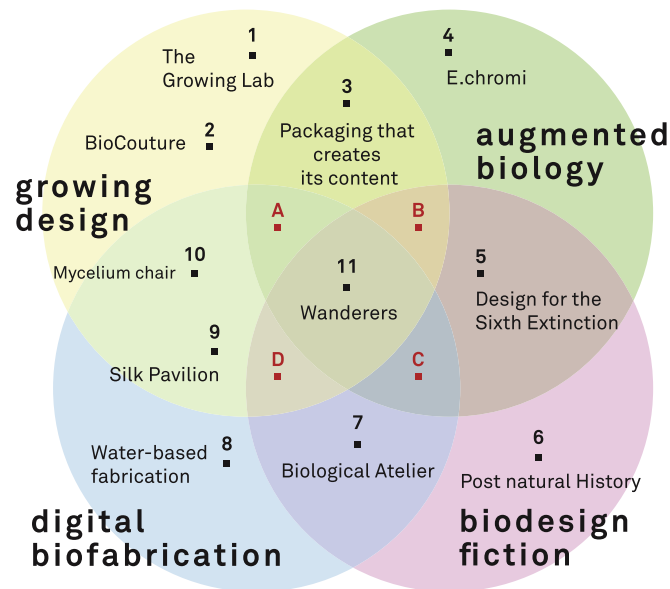 1
The
Growing Lab
4
E.chromi
3
Packaging that
creates
its content
2
BioCouture
augmented
biology
growing
design
A
B
10
Mycelium chair
11
Wanderers
5
Design for the
Sixth Extinction
9
Silk Pavilion
D
C
8
Water-based
fabrication
7
Biological Atelier
6
Post natural History
digital
biofabrication
biodesign
fiction